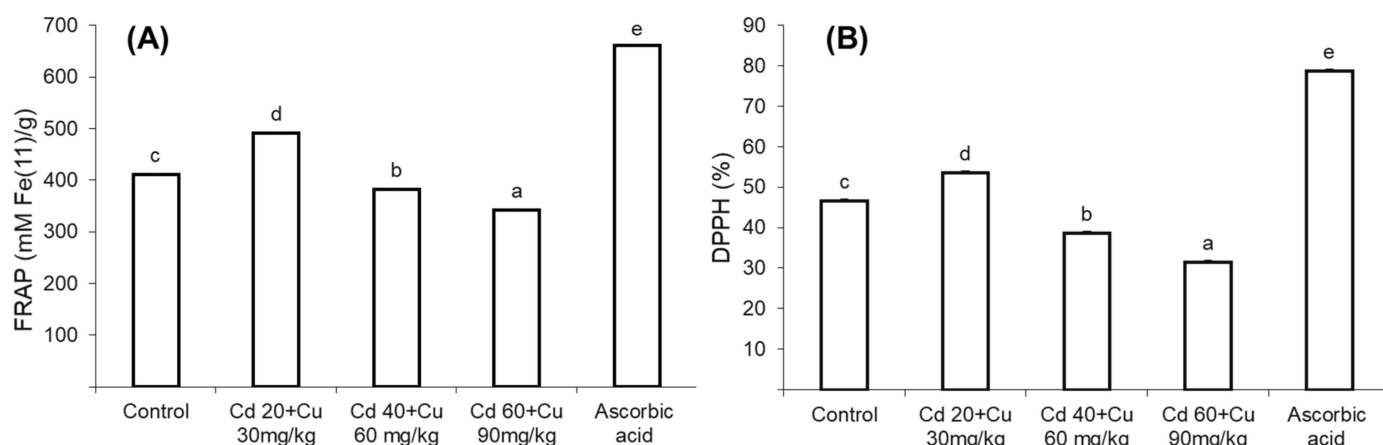 (A)
FRAP (mM Fe(11)/g)
700
600
500
400
300
200
100
c
d
b
a
e
Control
Cd 20+Cu
30mg/kg
Cd 40+Cu
60 mg/kg
Cd 60+Cu
90mg/kg
Ascorbic
acid
(B)
DPPH (%)
90
80
70
60
50
40
30
20
10
c
d
b
a
e
Control
Cd 20+Cu
30mg/kg
Cd 40+Cu
60 mg/kg
Cd 60+Cu
90mg/kg
Ascorbic
acid